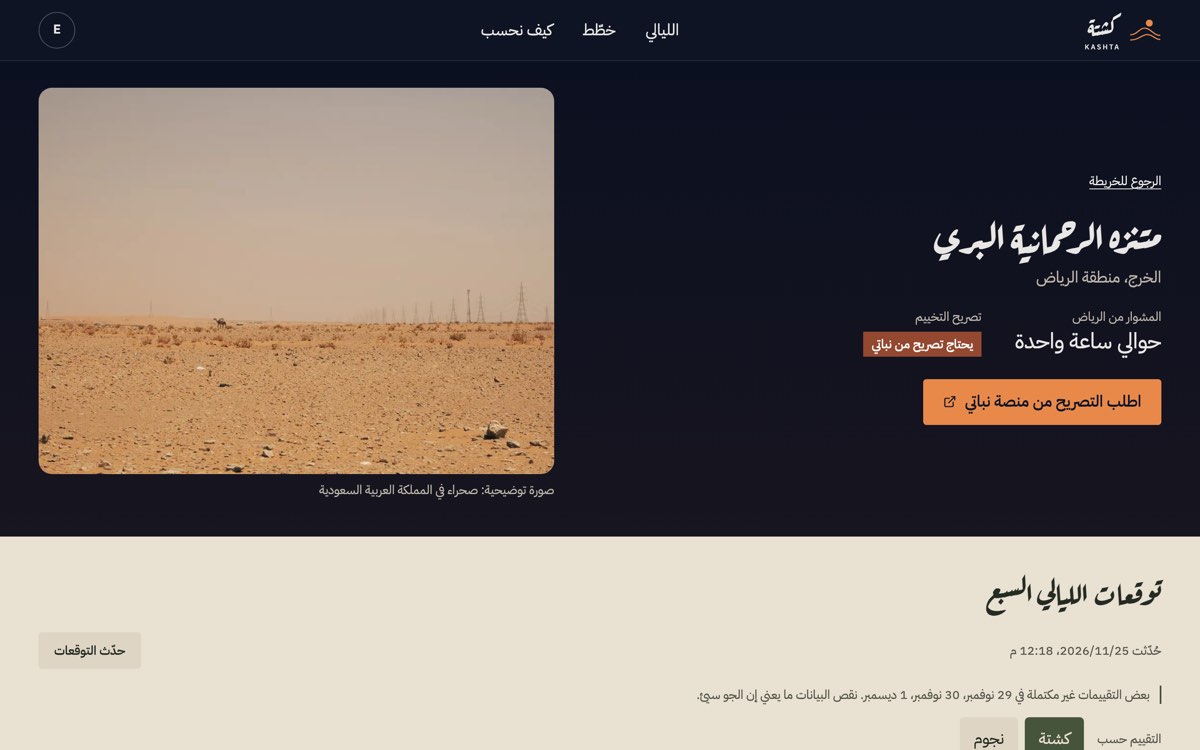 كشتة
KASHTA
الليالي
خطّط
كيف نحسب
E
الرجوع للخريطة
متنزه الرحمانية البري
الخرج، منطقة الرياض
المشوار من الرياض
حوالي ساعة واحدة
تصريح التخييم
يحتاج تصريح من نباتي
اطلب التصريح من منصة نباتي
صورة توضيحية: صحراء في المملكة العربية السعودية
توقعات الليالي السبع
حُدّثت 2026/11/25، 12:18 م
حدّث التوقعات
بعض التقييمات غير مكتملة في 29 نوفمبر، 30 نوفمبر، 1 ديسمبر. نقص البيانات ما يعني إن الجو سيئ.
التقييم حسب
كشتة
نجوم